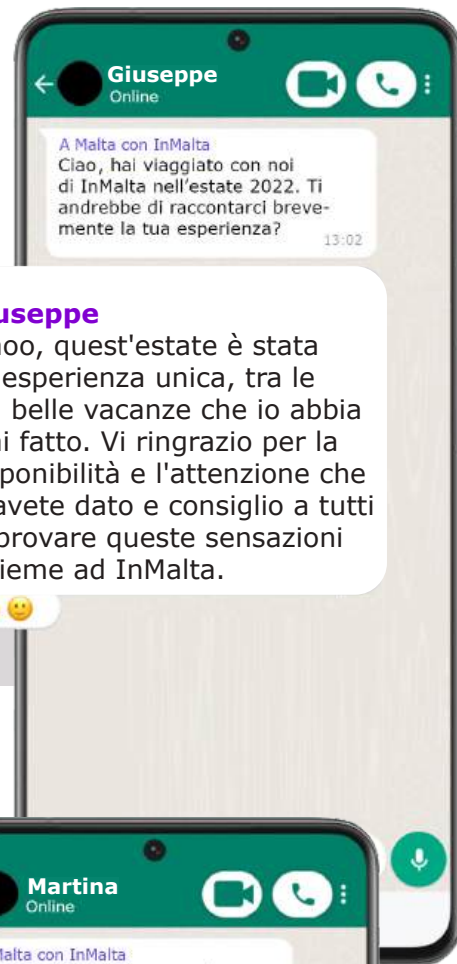 Giuseppe
Online
A Malta con InMalta
Ciao, hai viaggiato con noi
di InMalta nell'estate 2022. Ti
andrebbe di raccontarci breve-
mente la tua esperienza?
13:02
useppe
oo, quest'estate è stata
esperienza unica, tra le
belle vacanze che io abbia
i fatto. Vi ringrazio per la
ponibilità e l'attenzione che
avete dato e consiglio a tutti
provare queste sensazioni
ieme ad InMalta.
Martina
Online
Malta con InMalta